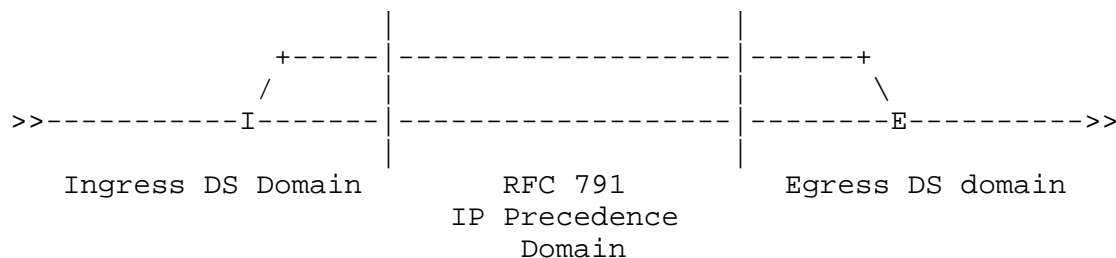 |                     |
                    +------|---------------------|-------+
                   /       |                     |        \
>>----------------I--------|---------------------|---------E----------->>
                           |                     |
   Ingress DS Domain              RFC 791           Egress DS domain
                               IP Precedence
                                   Domain